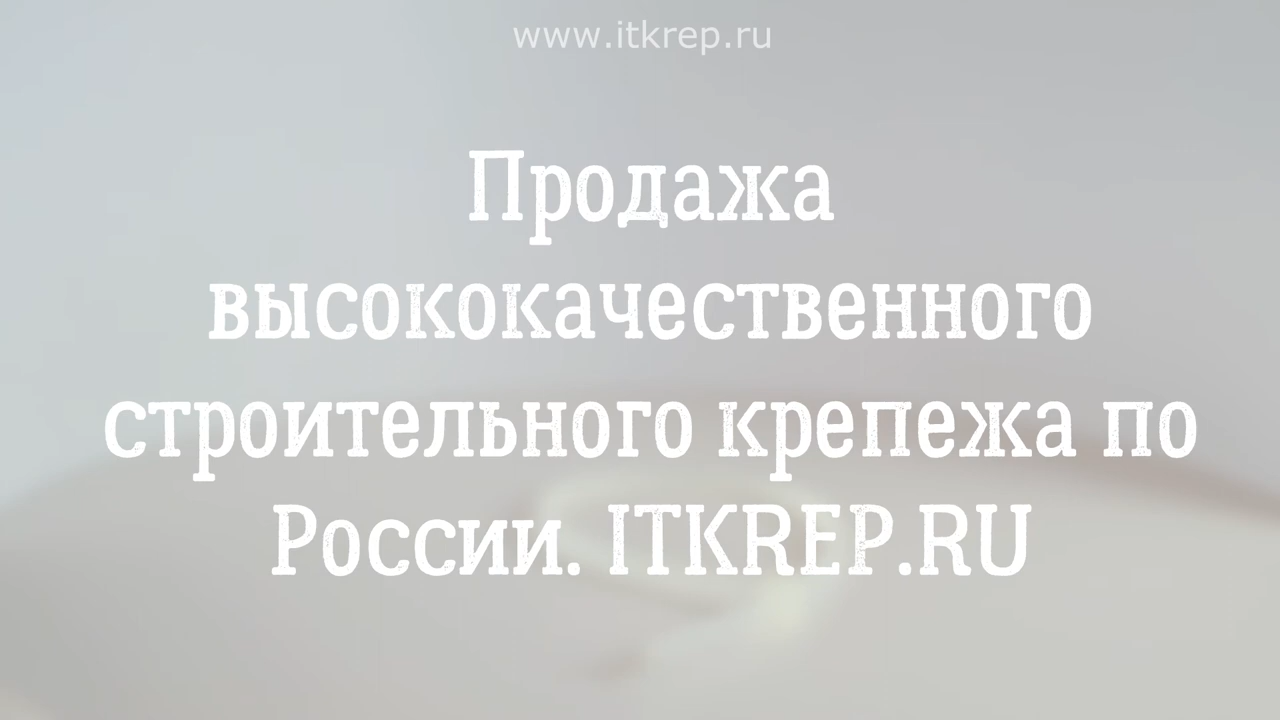 www.itkrep.ru
Продажа
высококачественного
строительного крепежа по
России. ITKREP.RU